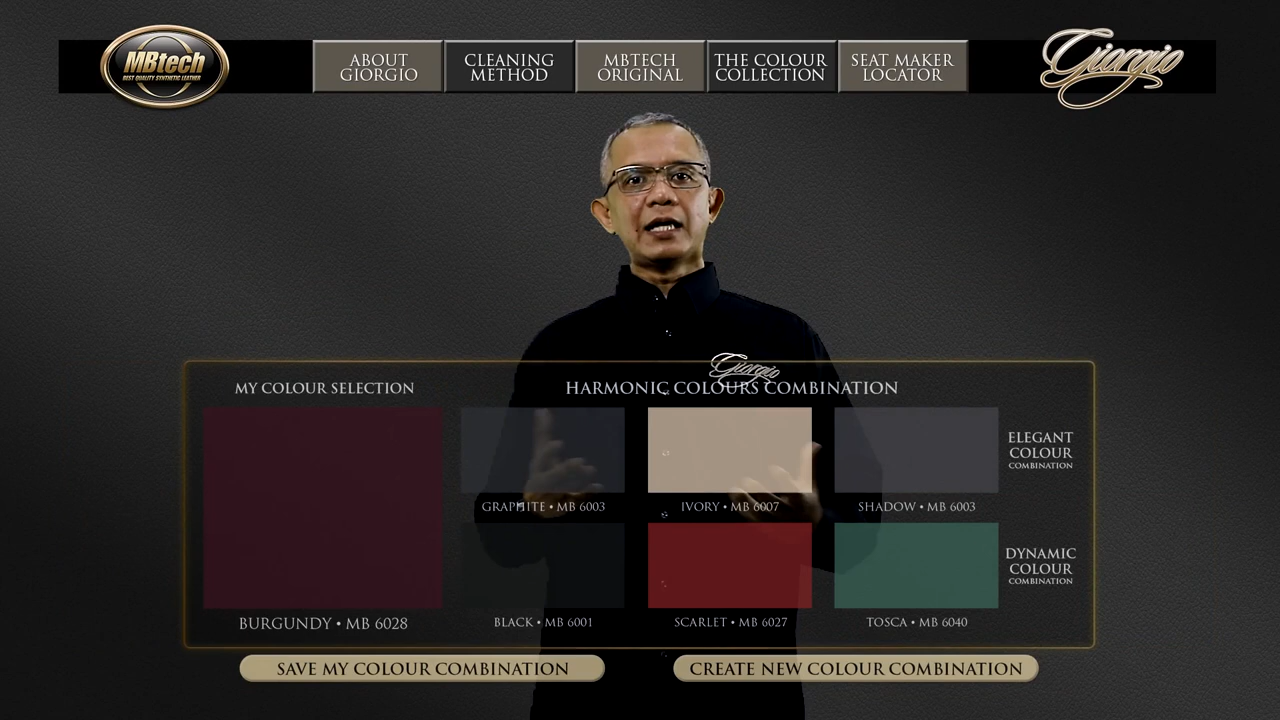 MBtech
BEST QUALITY SYNTHETIC LEATHER
ABOUT
GIORGIO
CLEANING
METHOD
MBTECH
ORIGINAL
THE COLOUR
COLLECTION
SEAT MAKER
LOCATOR
Giorgio
Giorgio
MY COLOUR SELECTION
HARMONIC COLOURS COMBINATION
ELEGANT
COLOUR
COMBINATION
GRAPHITE • MB 6003
IVORY • MB 6007
SHADOW • MB 6003
DYNAMIC
COLOUR
COMBINATION
BURGUNDY • MB 6028
BLACK • MB 6001
SCARLET • MB 6027
TOSCA • MB 6040
SAVE MY COLOUR COMBINATION
CREATE NEW COLOUR COMBINATION